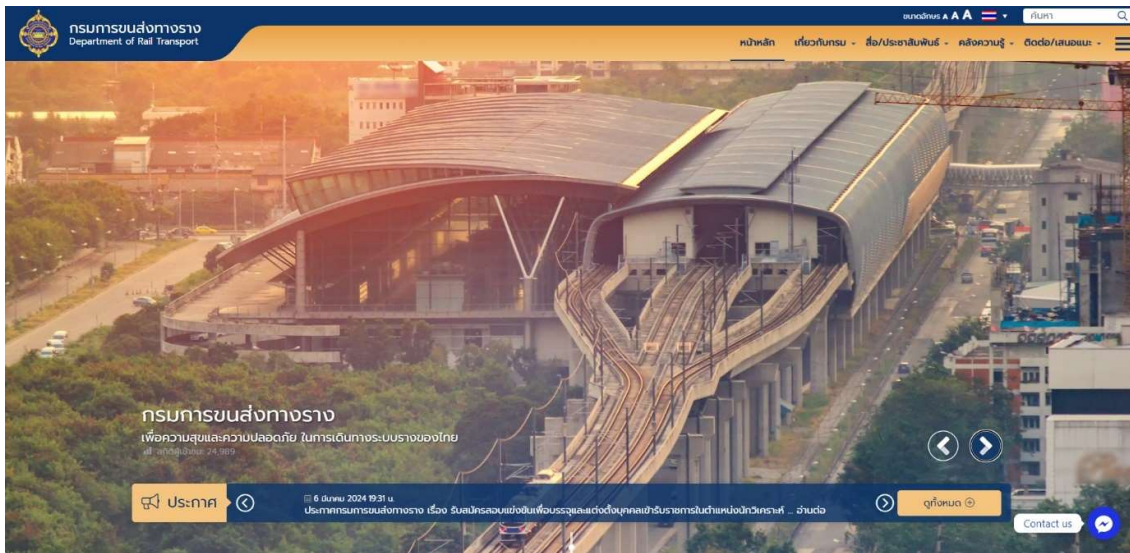 กรมการขนส่งทางราง
Department of Rail Transport
ขนาดอักษร A A A
ค้นหา
หน้าหลัก เกี่ยวกับกรม สื่อ/ประชาสัมพันธ์ คลังความรู้ ติดต่อ/เสนอแนะ
กรมการขนส่งทางราง
เพื่อความสุขและความปลอดภัย ในการเดินทางระบบรางของไทย
สถิติผู้เข้าชม: 24,989
ประกาศ
6 มีนาคม 2024 19:31 น.
ประกาศกรมการขนส่งทางราง เรื่อง รับสมัครสอบแข่งขันเพื่อบรรจุและแต่งตั้งบุคคลเข้ารับราชการในตำแหน่งนักวิเคราะห์ ... อ่านต่อ
ดูทั้งหมด
Contact us